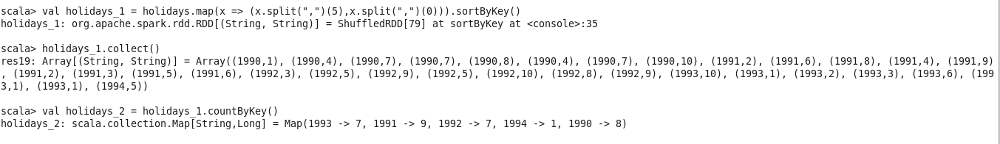 scala> val holidays_1 = holidays.map(x => (x.split(",")(5),x.split(",")(0))).sortByKey()
holidays_1: org.apache.spark.rdd.RDD[(String, String)] = ShuffledRDD[79] at sortByKey at <console>:35
scala> holidays_1.collect()
res19: Array[(String, String)] = Array((1990,1), (1990,4), (1990,7), (1990,7), (1990,8), (1990,4), (1990,7), (1990,10), (1991,2), (1991,6), (1991,8), (1991,4), (1991,9)
, (1991,2), (1991,3), (1991,5), (1991,6), (1992,3), (1992,5), (1992,9), (1992,5), (1992,10), (1992,8), (1992,9), (1993,10), (1993,1), (1993,2), (1993,3), (1993,6), (199
3,1), (1993,1), (1994,5))
scala> val holidays_2 = holidays_1.countByKey()
holidays_2: scala.collection.Map[String,Long] = Map(1993 -> 7, 1991 -> 9, 1992 -> 7, 1994 -> 1, 1990 -> 8)